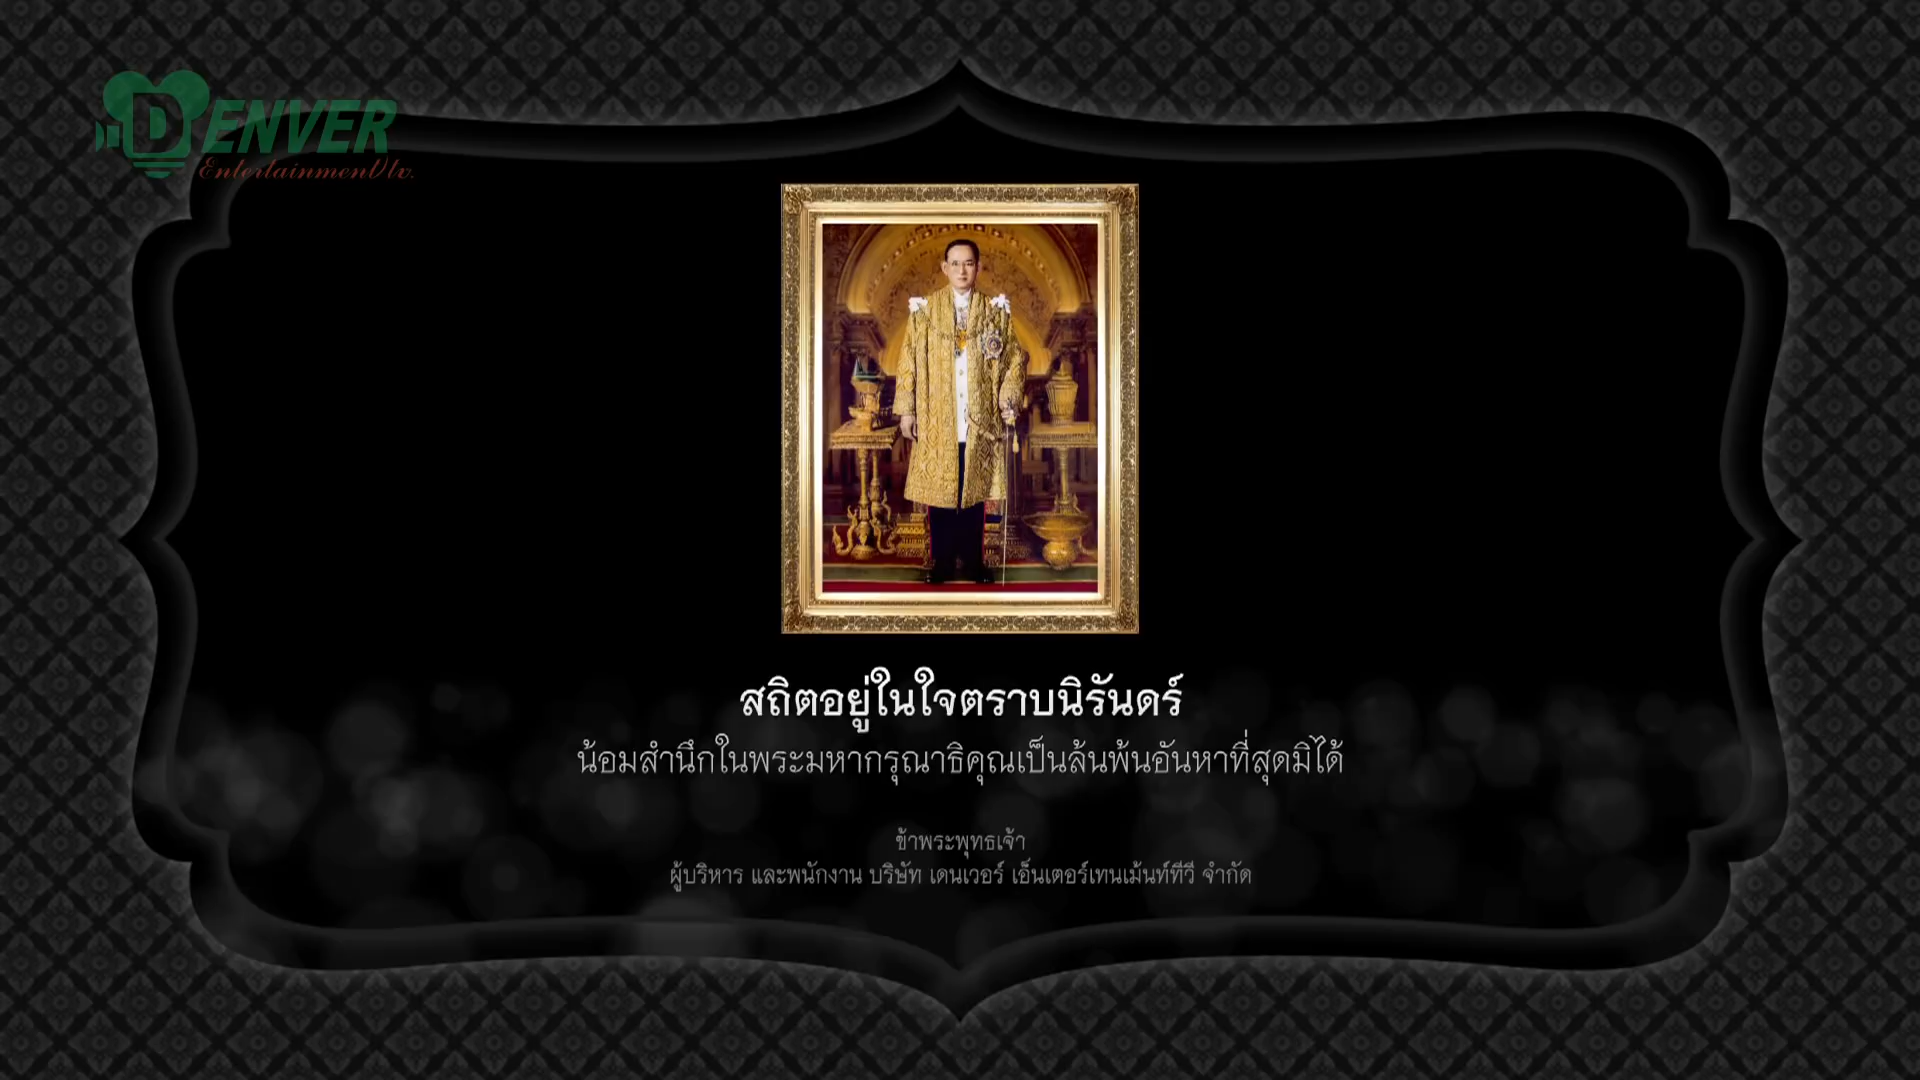 DENVER
Entertainment/tv.
สถิตอยู่ในใจตราบนิรันดร์
น้อมสำนึกในพระมหากรุณาธิคุณเป็นล้นพ้นอันหาที่สุดมิได้
ข้าพระพุทธเจ้า
ผู้บริหาร และพนักงาน บริษัท เดนเวอร์ เอ็นเตอร์เทนเม้นท์ทีวี จำกัด